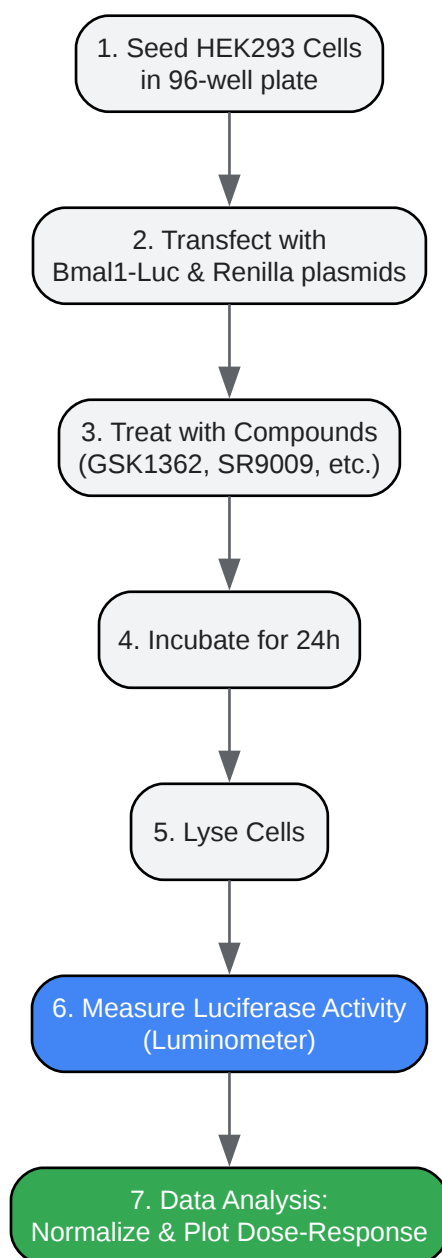 1. Seed HEK293 Cells
in 96-well plate
2. Transfect with
Bmal1-Luc & Renilla plasmids
3. Treat with Compounds
(GSK1362, SR9009, etc.)
4. Incubate for 24h
5. Lyse Cells
6. Measure Luciferase Activity
(Luminometer)
7. Data Analysis:
Normalize & Plot Dose-Response